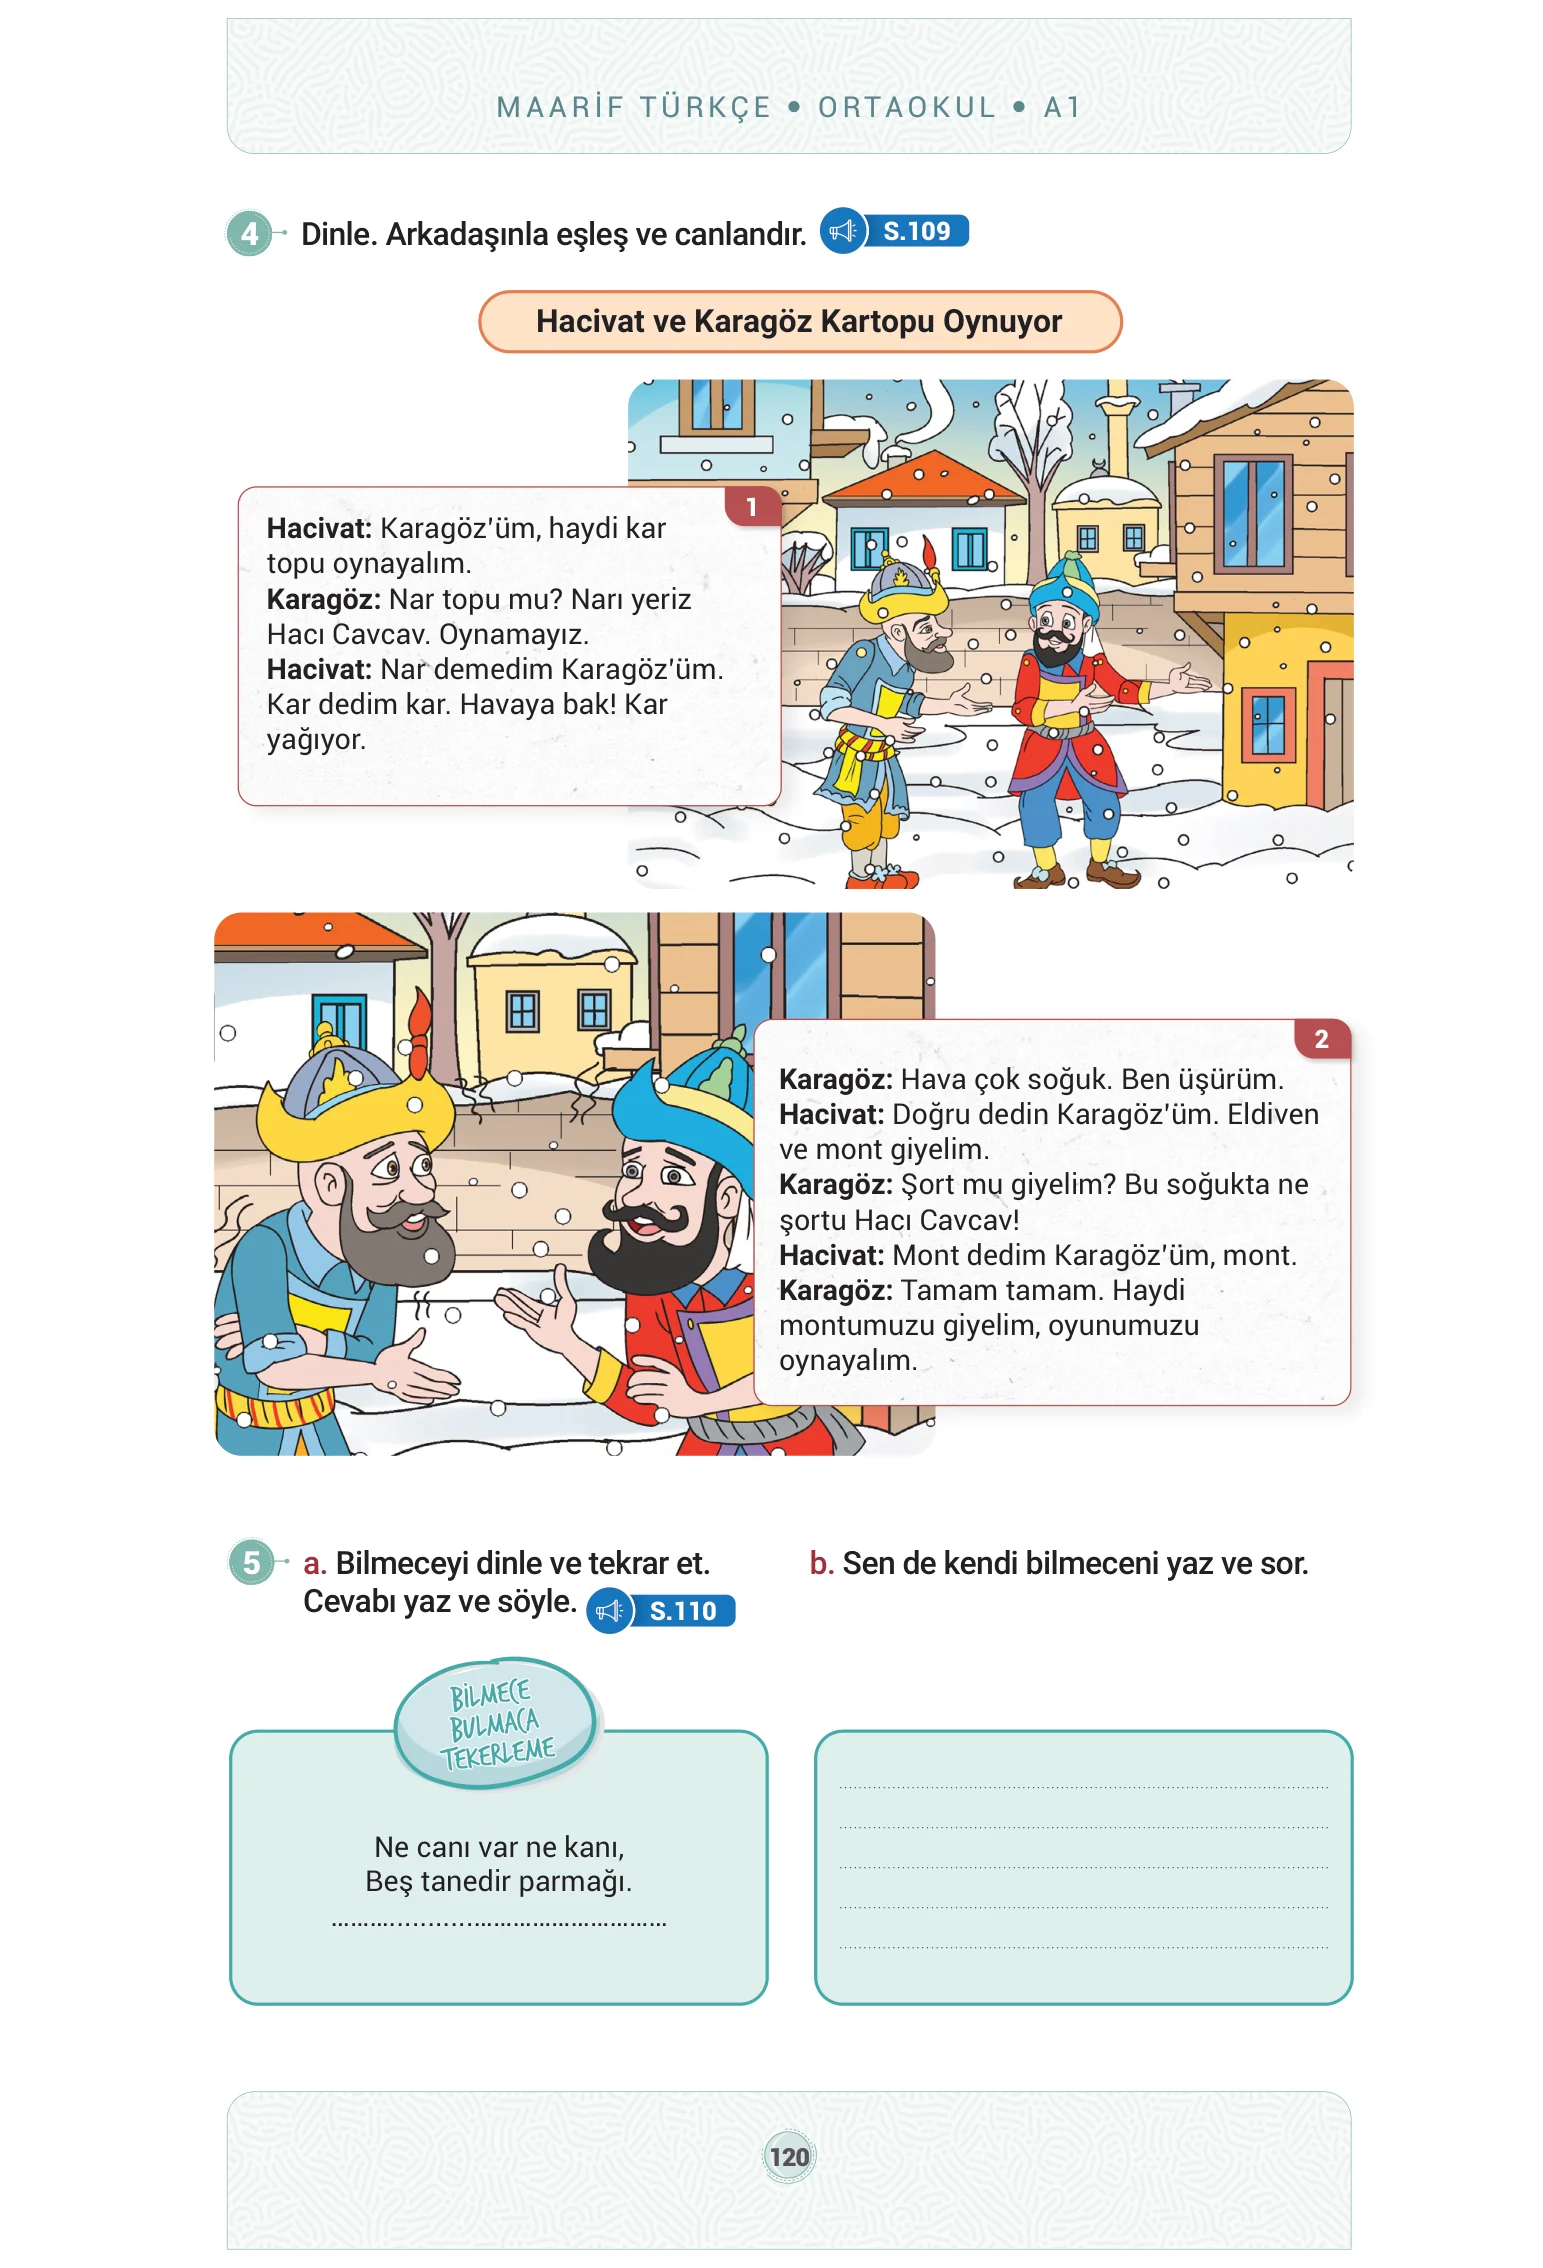 MAARİF TÜRKÇE • ORTAOKUL • A1
4 Dinle. Arkadaşınla eşleş ve canlandır. S.109
Hacivat ve Karagöz Kartopu Oynuyor
1
Hacivat: Karagöz'üm, haydi kar
topu oynayalım.
Karagöz: Nar topu mu? Narı yeriz
Hacı Cavcav. Oynamayız.
Hacivat: Nar demedim Karagöz'üm.
Kar dedim kar. Havaya bak! Kar
yağıyor.
2
Karagöz: Hava çok soğuk. Ben üşürüm.
Hacivat: Doğru dedin Karagöz'üm. Eldiven
ve mont giyelim.
Karagöz: Şort mu giyelim? Bu soğukta ne
şortu Hacı Cavcav!
Hacivat: Mont dedim Karagöz'üm, mont.
Karagöz: Tamam tamam. Haydi
montumuzu giyelim, oyunumuzu
oynayalım.
5 a. Bilmeceyi dinle ve tekrar et.
Cevabı yaz ve söyle. S.110
b. Sen de kendi bilmeceni yaz ve sor.
BİLMECE
BULMACA
TEKERLEME
Ne canı var ne kanı,
Beş tanedir parmağı.
120